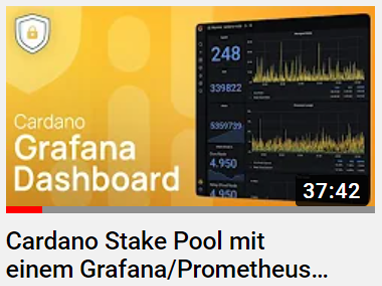 Cardano
Grafana
Dashboard
248
339822
5359739
4.950
4.950
37:42
Cardano Stake Pool mit
einem Grafana/Prometheus...